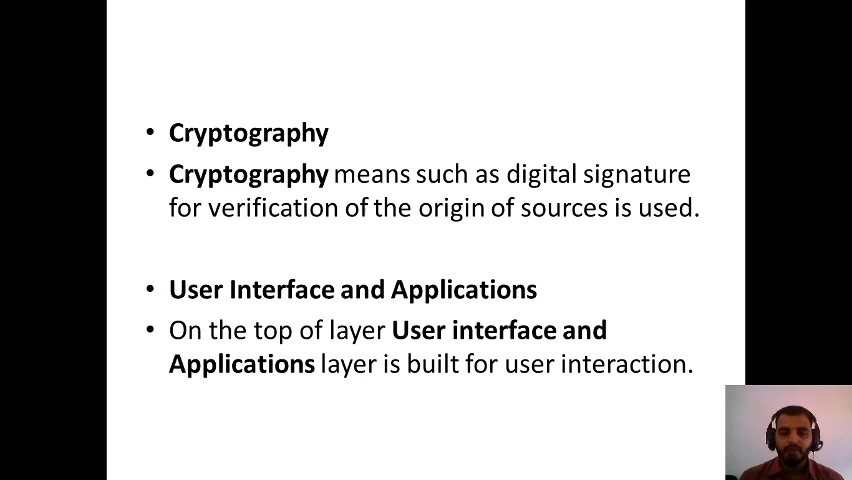 • Cryptography
• Cryptography means such as digital signature
for verification of the origin of sources is used.
• User Interface and Applications
• On the top of layer User interface and
Applications layer is built for user interaction.